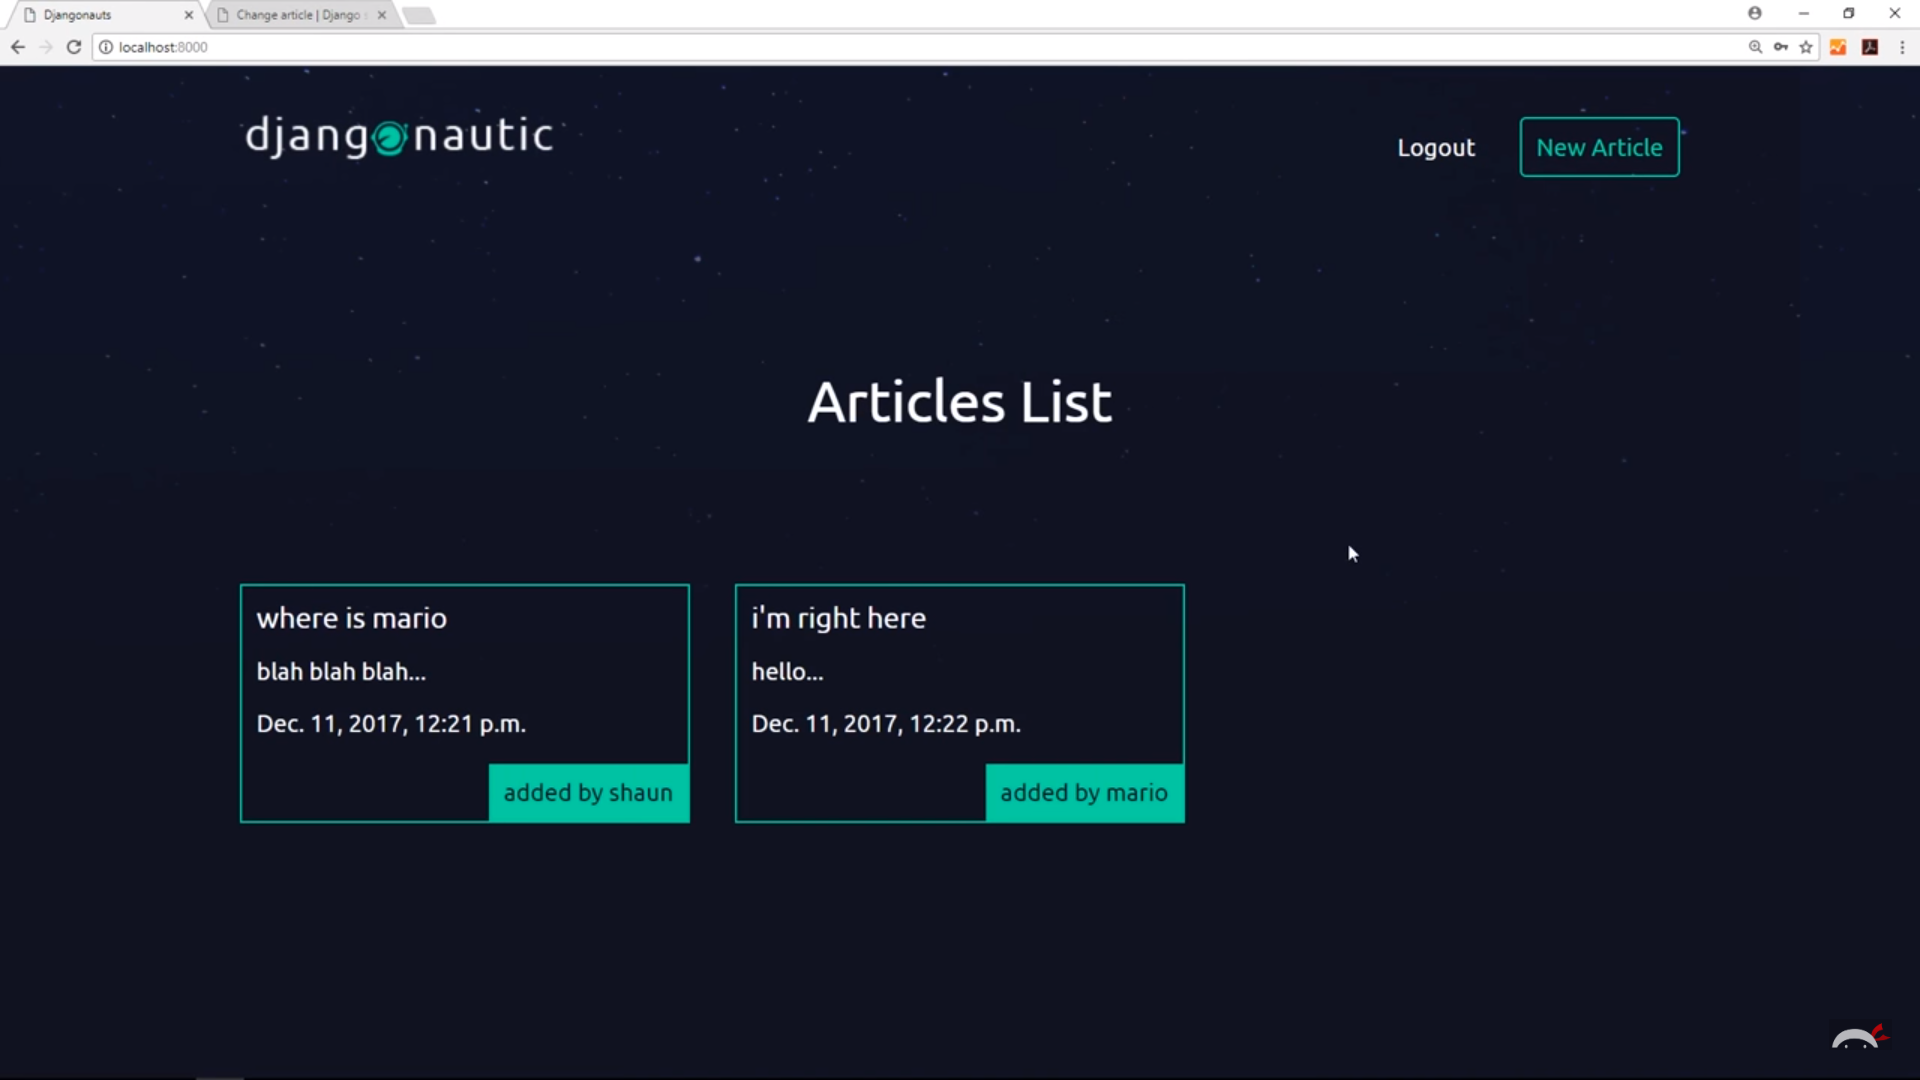 Djangonauts
Change article | Django
localhost:8000
djangonautic
Logout
New Article
Articles List
where is mario
blah blah blah...
Dec. 11, 2017, 12:21 p.m.
added by shaun
i'm right here
hello...
Dec. 11, 2017, 12:22 p.m.
added by mario